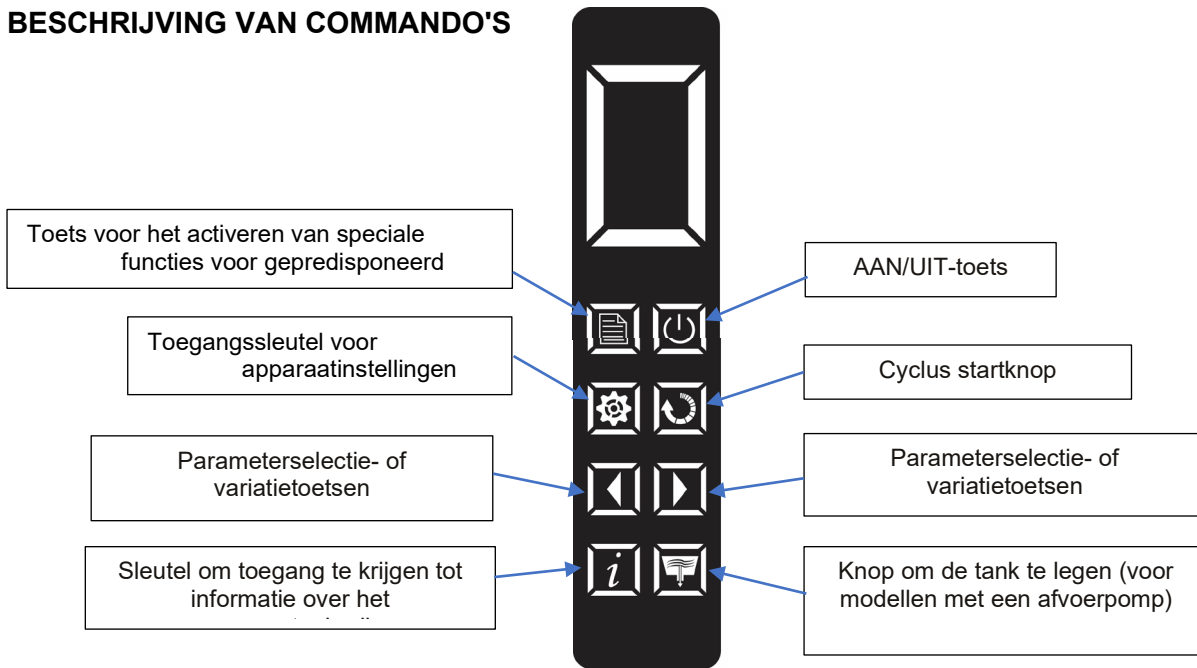 BESCHRIJVING VAN COMMANDO'S
Toets voor het activeren van speciale
functies voor gepredisponeerd
AAN/UIT-toets
Toegangssleutel voor
apparaatinstellingen
Cyclus startknop
Parameterselectie- of
variatietoetsen
Parameterselectie- of
variatietoetsen
Sleutel om toegang te krijgen tot
informatie over het
Knop om de tank te legen (voor
modellen met een afvoerpomp)
i